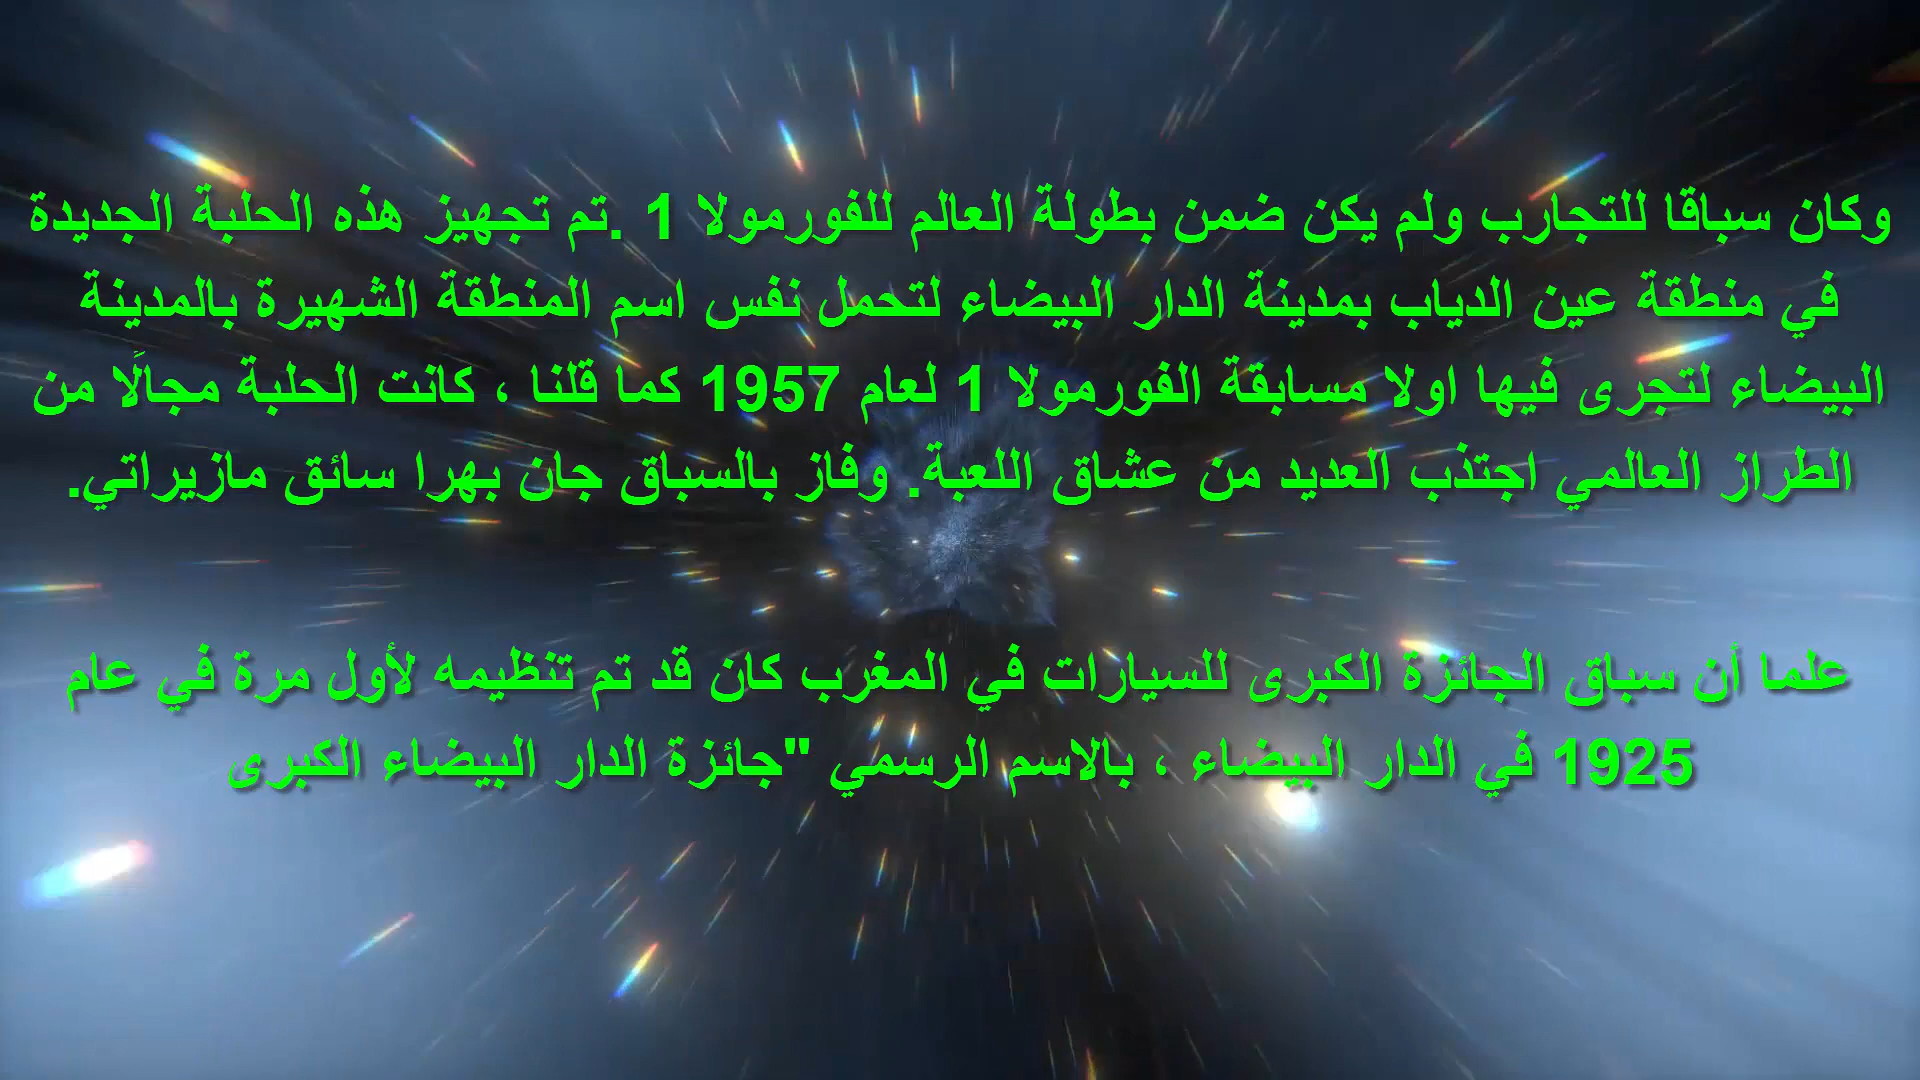 وكان سباقا للتجارب ولم يكن ضمن بطولة العالم للفورمولا 1 .تم تجهيز هذه الحلبة الجديدة
في منطقة عين الدياب بمدينة الدار البيضاء لتحمل نفس اسم المنطقة الشهيرة بالمدينة
البيضاء لتجرى فيها اولا مسابقة الفورمولا 1 لعام 1957 كما قلنا ، كانت الحلبة مجالًا من
الطراز العالمي اجتذب العديد من عشاق اللعبة. وفاز بالسباق جان بهرا سائق مازيراتي.
علما أن سباق الجائزة الكبرى للسيارات في المغرب كان قد تم تنظيمه لأول مرة في عام
1925 في الدار البيضاء ، بالاسم الرسمي "جائزة الدار البيضاء الكبرى